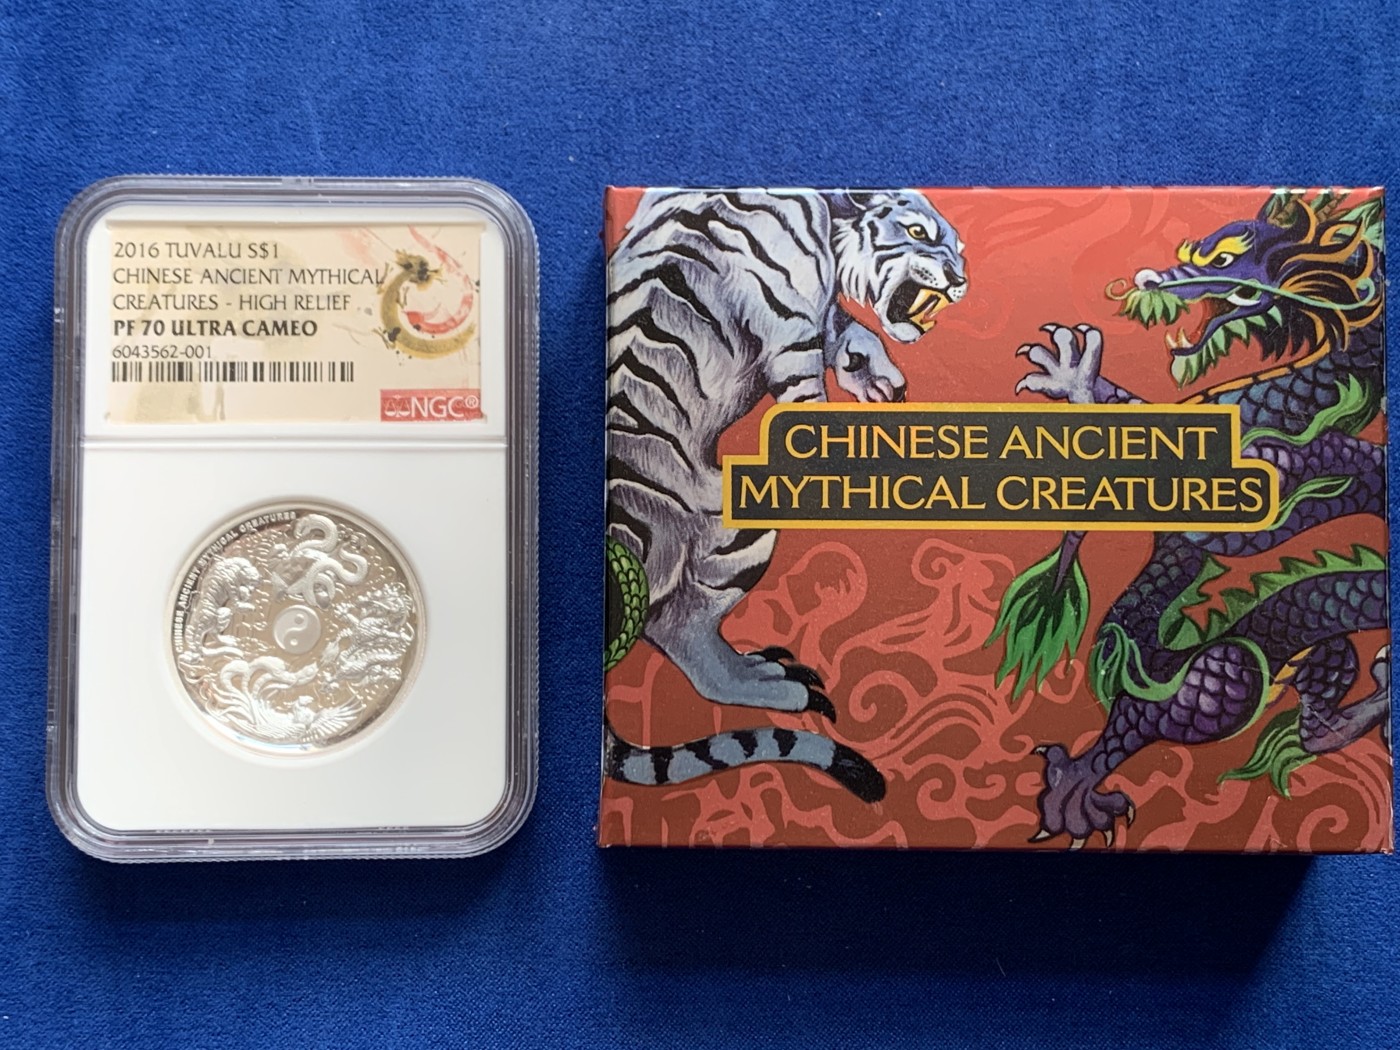 2016 TUVALU S$1
CHINESE ANCIENT MYTHICAL
CREATURES - HIGH RELIEF
PF 70 ULTRA CAMEO
6043562-001
NGC®
CHINESE ANCIENT MYTHICAL CREATURES
CHINESE ANCIENT
MYTHICAL CREATURES